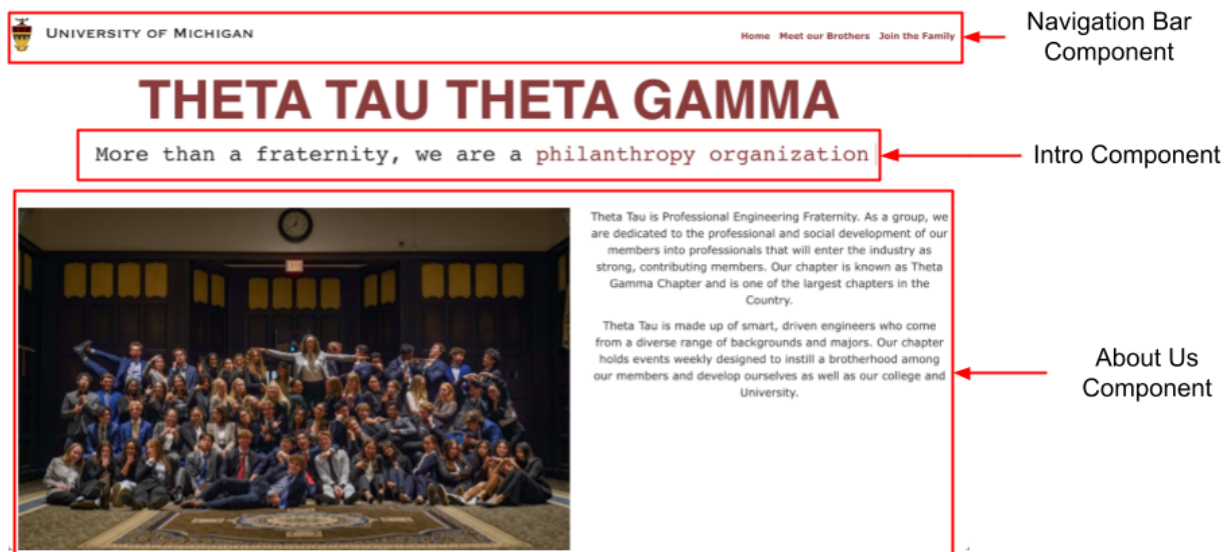 UNIVERSITY OF MICHIGAN
Home Meet our Brothers Join the Family
Navigation Bar
Component
THETA TAU THETA GAMMA
More than a fraternity, we are a philanthropy organization
Intro Component
Theta Tau is Professional Engineering Fraternity. As a group, we
are dedicated to the professional and social development of our
members into professionals that will enter the industry as
strong, contributing members. Our chapter is known as Theta
Gamma Chapter and is one of the largest chapters in the
Country.
Theta Tau is made up of smart, driven engineers who come
from a diverse range of backgrounds and majors. Our chapter
holds events weekly designed to instill a brotherhood among
our members and develop ourselves as well as our college and
University.
About Us
Component